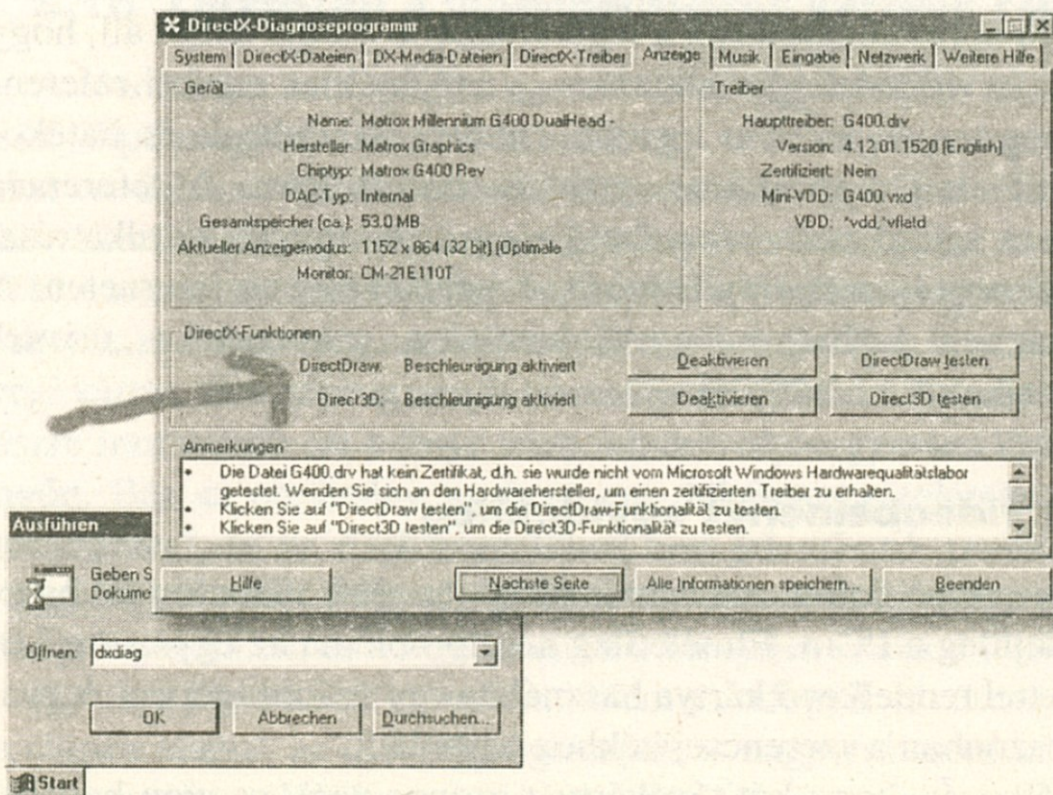 DirectX-Diagnoseprogramm
System DirectX-Dateien DX-Media-Dateien DirectX-Treiber Anzeige Musik Eingabe Netzwerk Weitere Hilfe
Gerät
Name: Matrox Millennium G400 DualHead -
Hersteller: Matrox Graphics
Chiptyp: Matrox G400 Rev
DAC-Typ: Internal
Gesamtspeicher (ca.): 53.0 MB
Aktueller Anzeigemodus: 1152 x 864 (32 bit) (Optimale
Monitor: CM-21E110T
Treiber
Haupttreiber: G400.drv
Version: 4.12.01.1520 (English)
Zertifiziert: Nein
Mini-VDD: G400.vxd
VDD: *vdd,*vflatd
DirectX-Funktionen
DirectDraw: Beschleunigung aktiviert Deaktivieren DirectDraw testen
Direct3D: Beschleunigung aktiviert Deaktivieren Direct3D testen
Anmerkungen
• Die Datei G400.drv hat kein Zertifikat, d.h. sie wurde nicht vom Microsoft Windows Hardwarequalitätslabor
getestet. Wenden Sie sich an den Hardwarehersteller, um einen zertifizierten Treiber zu erhalten.
• Klicken Sie auf "DirectDraw testen", um die DirectDraw-Funktionalität zu testen.
• Klicken Sie auf "Direct3D testen", um die Direct3D-Funktionalität zu testen.
Hilfe Nächste Seite Alle Informationen speichern... Beenden
Ausführen
Geben S
Dokume
Öffnen: dxdiag
OK Abbrechen Durchsuchen...
Start